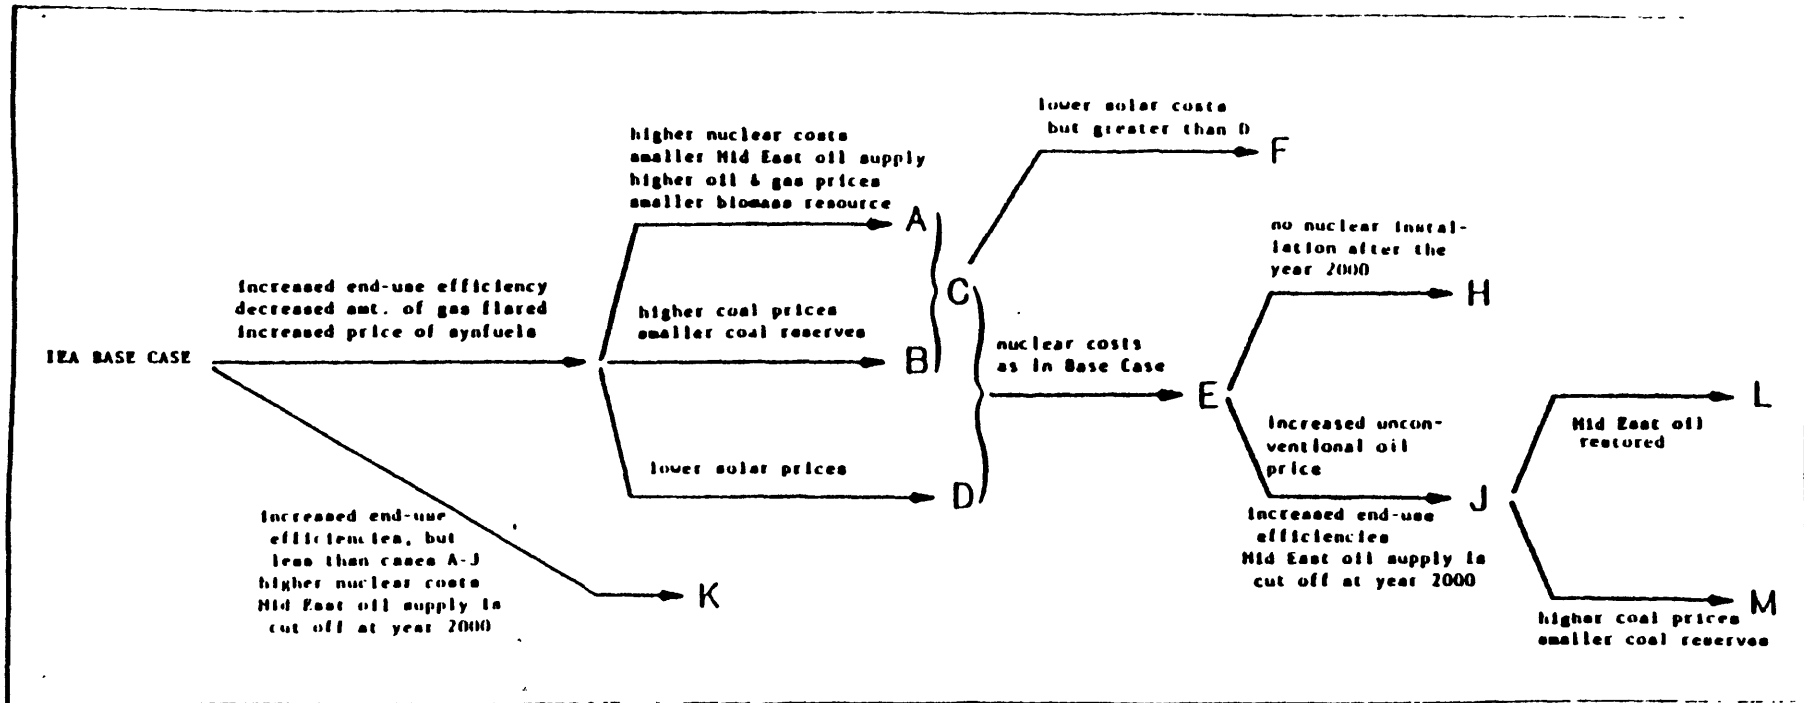 IEA BASE CASE
Increased end-use efficiency
decreased amt. of gas flared
increased price of synfuels
higher nuclear costs
smaller Mid East oil supply
higher oil & gas prices
smaller biomass resource
A
higher coal prices
smaller coal reserves
B
lower solar prices
D
C
lower solar costs
but greater than D
F
nuclear costs
as in Base Case
E
no nuclear instal-
lation after the
year 2000
H
Increased uncon-
ventional oil
price
Increased end-use
efficiencies
Mid East oil supply is
cut off at year 2000
J
Mid East oil
restored
L
higher coal prices
smaller coal reserves
M
Increased end-use
efficiencies, but
less than cases A-J
higher nuclear costs
Mid East oil supply is
cut off at year 2000
K